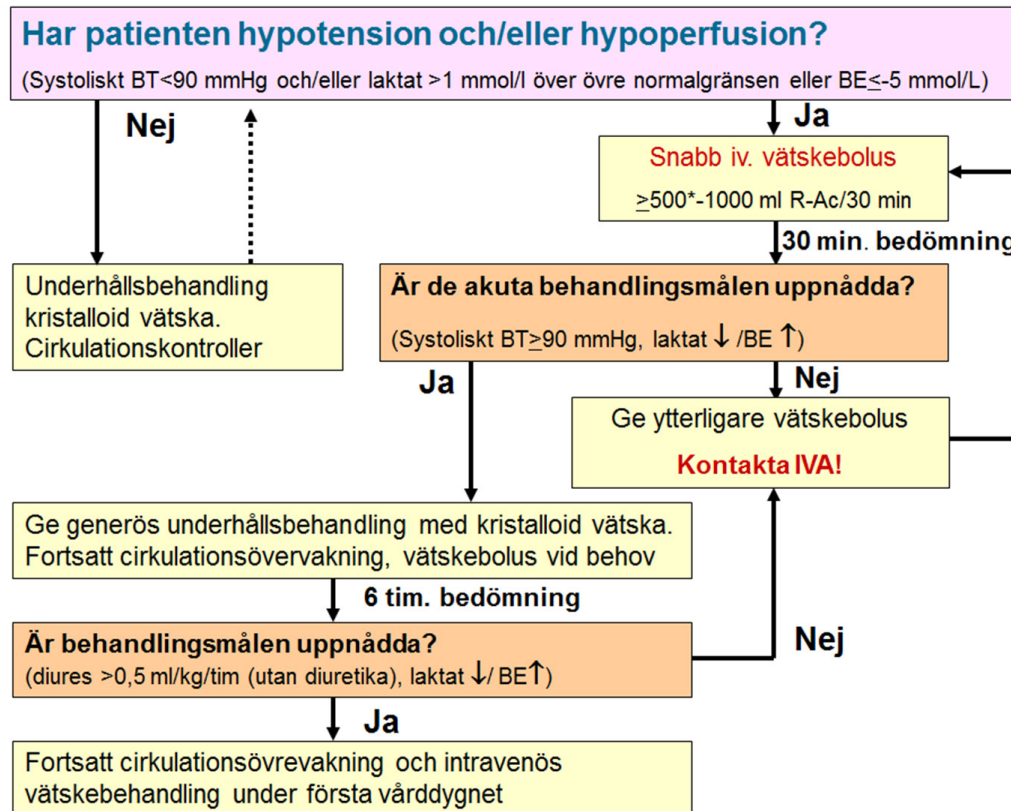 Har patienten hypotension och/eller hypoperfusion?
(Systoliskt BT<90 mmHg och/eller laktat >1 mmol/l över övre normalgränsen eller BE≤-5 mmol/L)
Nej
Ja
Snabb iv. vätskebolus
≥500*-1000 ml R-Ac/30 min
30 min. bedömning
Underhållsbehandling
kristalloid vätska.
Cirkulationskontroller
Är de akuta behandlingsmålen uppnådda?
(Systoliskt BT≥90 mmHg, laktat ↓ /BE ↑)
Ja
Nej
Ge ytterligare vätskebolus
Kontakta IVA!
Ge generös underhållsbehandling med kristalloid vätska.
Fortsatt cirkulationsövervakning, vätskebolus vid behov
6 tim. bedömning
Är behandlingsmålen uppnådda?
(diures >0,5 ml/kg/tim (utan diuretika), laktat ↓/ BE↑)
Nej
Ja
Fortsatt cirkulationsövrevakning och intravenös
vätskebehandling under första vårddygnet